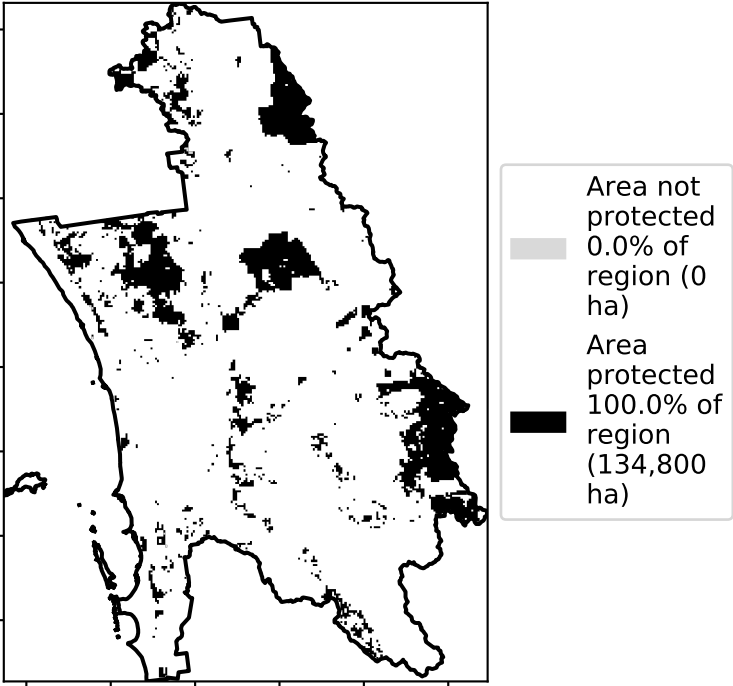 Area not
protected
0.0% of
region (0
ha)
Area
protected
100.0% of
region
(134,800
ha)